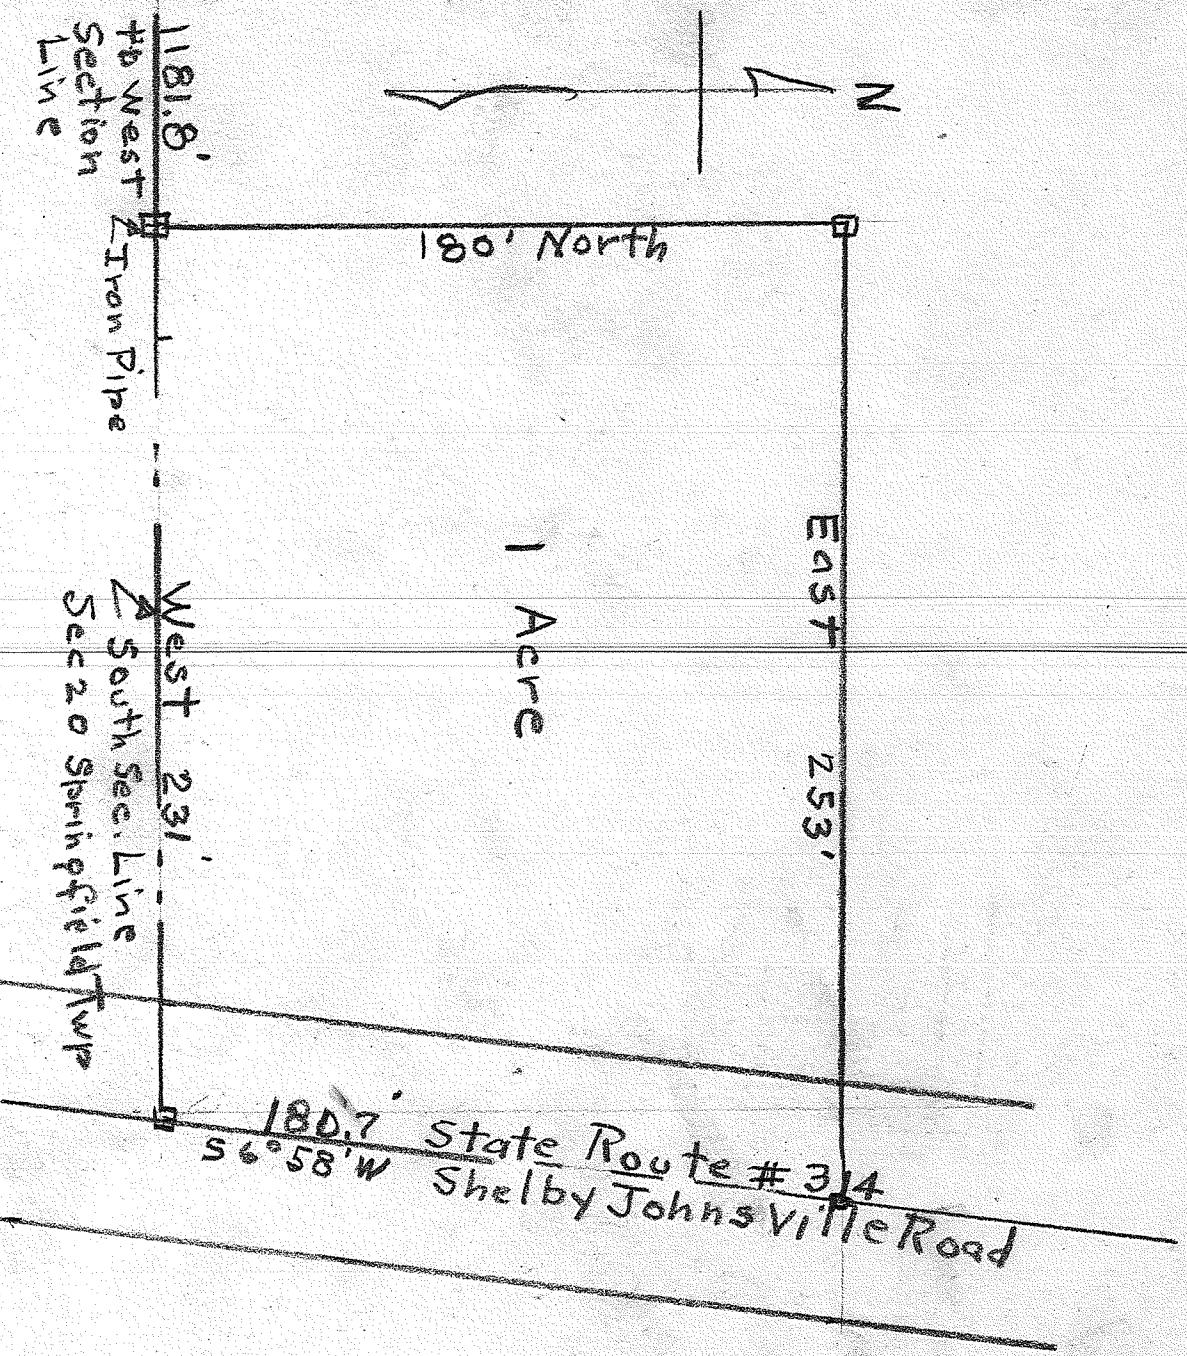 N
1181.8'
to West
Section
Line
180' North
Iron Pipe
East 253'
1 Acre
West 231'
South Sec. Line
Sec 20 Springfield Twp
180.7'
S 6° 58' W
State Route # 314
Shelby Johnsville Road